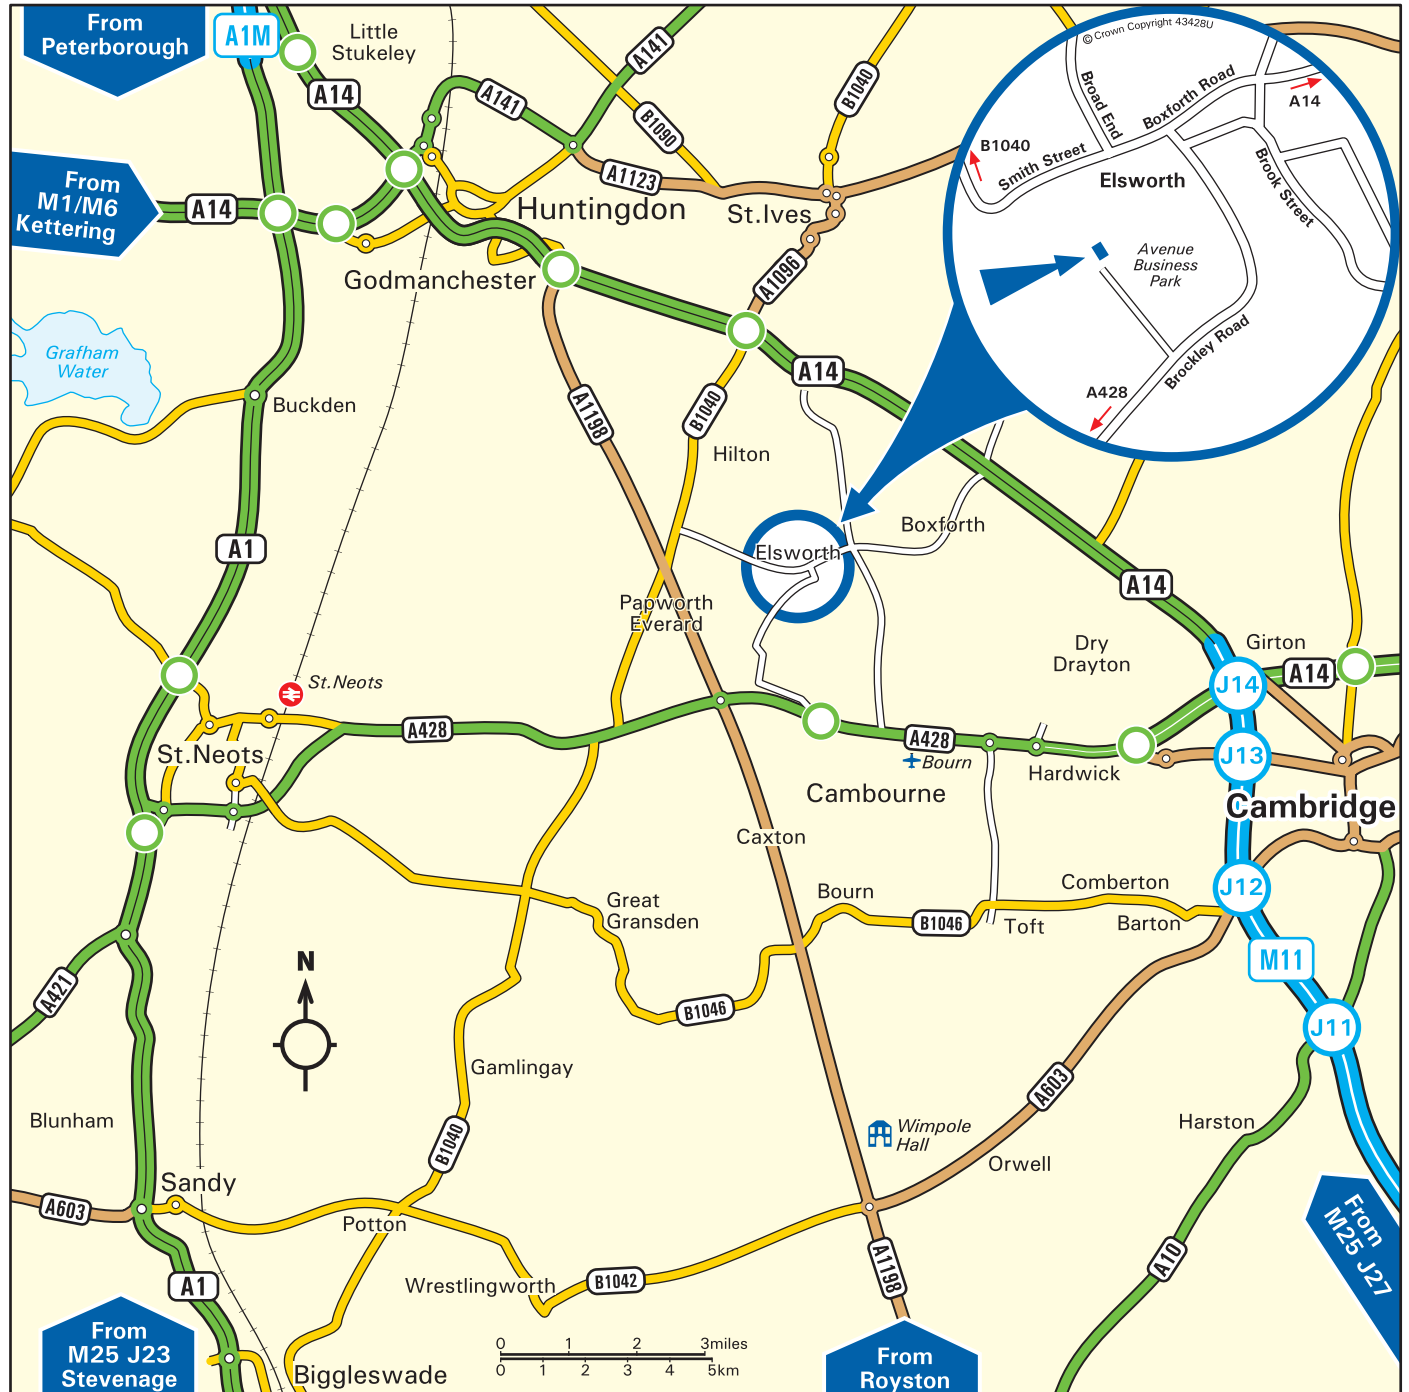 From
Peterborough
A1M
Little
Stukeley
A14
A141
A141
B1090
B1040
© Crown Copyright 43428U
Broad End
Boxforth Road
A14
B1040
Smith Street
Elsworth
Brook Street
Avenue
Business
Park
Brockley Road
A428
From
M1/M6
Kettering
A14
A1123
Huntingdon
St.Ives
Godmanchester
A1096
Grafham
Water
Buckden
A14
A1198
B1040
Hilton
A1
Boxforth
Elsworth
Papworth
Everard
A14
Dry
Drayton
Girton
J14
A14
St.Neots
St.Neots
A428
A428
Bourn
Hardwick
J13
Cambourne
Cambridge
Caxton
J12
Great
Gransden
Bourn
B1046
Toft
Comberton
Barton
M11
A421
N
B1046
J11
Gamlingay
A603
Blunham
B1040
Wimpole
Hall
Orwell
Harston
Sandy
A603
Potton
A1198
A10
From
M25 J27
A1
Wrestlingworth
B1042
From
M25 J23
Stevenage
Biggleswade
0 1 2 3miles
0 1 2 3 4 5km
From
Royston